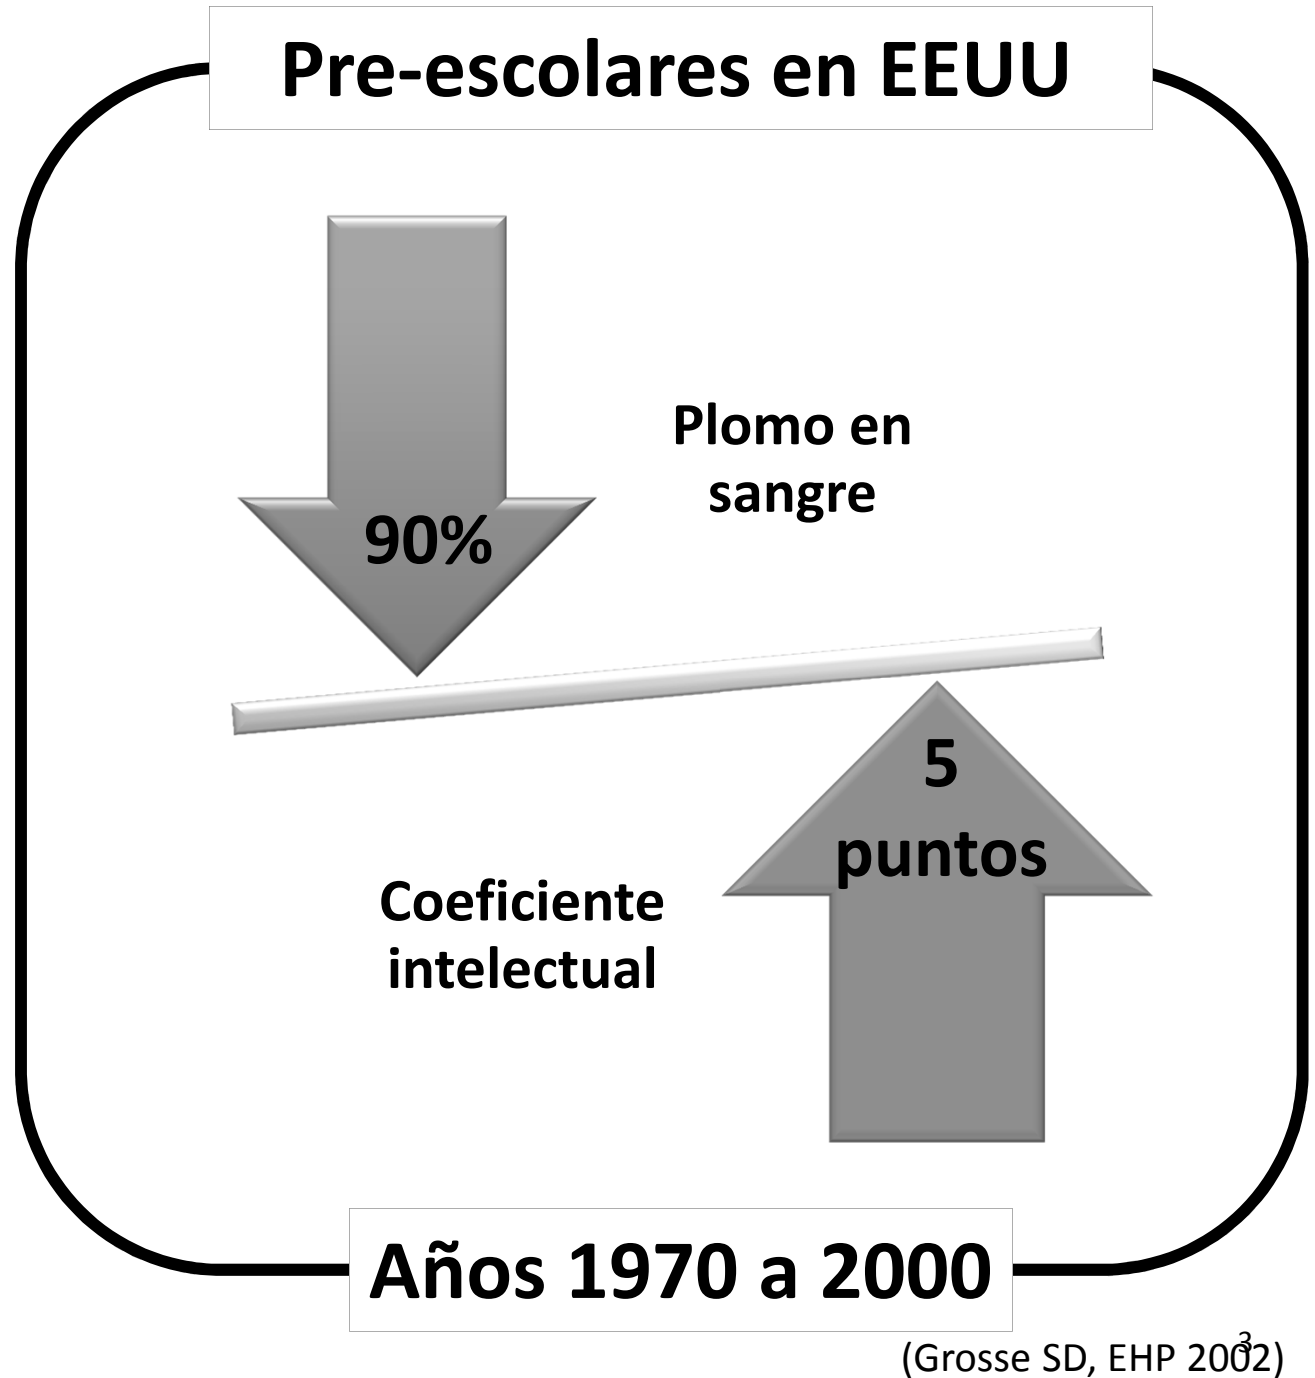 Pre-escolares en EEUU
Plomo en
sangre
90%
5
puntos
Coeficiente
intelectual
Años 1970 a 2000
3
(Grosse SD, EHP 2002)